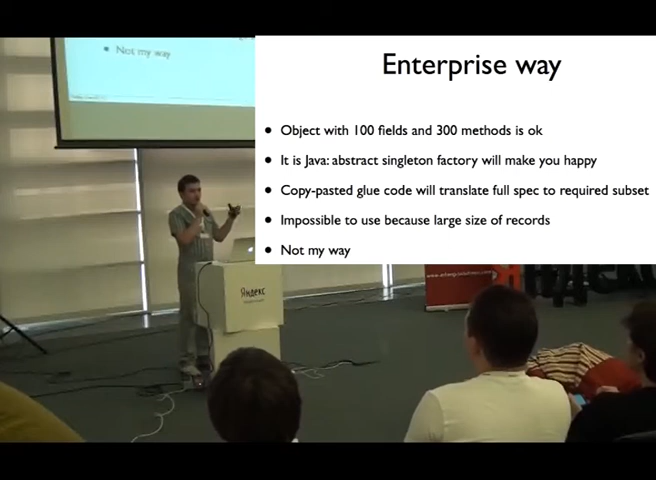 Not my way
Enterprise way
Object with 100 fields and 300 methods is ok
It is Java: abstract singleton factory will make you happy
Copy-pasted glue code will translate full spec to required subset
Impossible to use because large size of records
Not my way
Яндекс